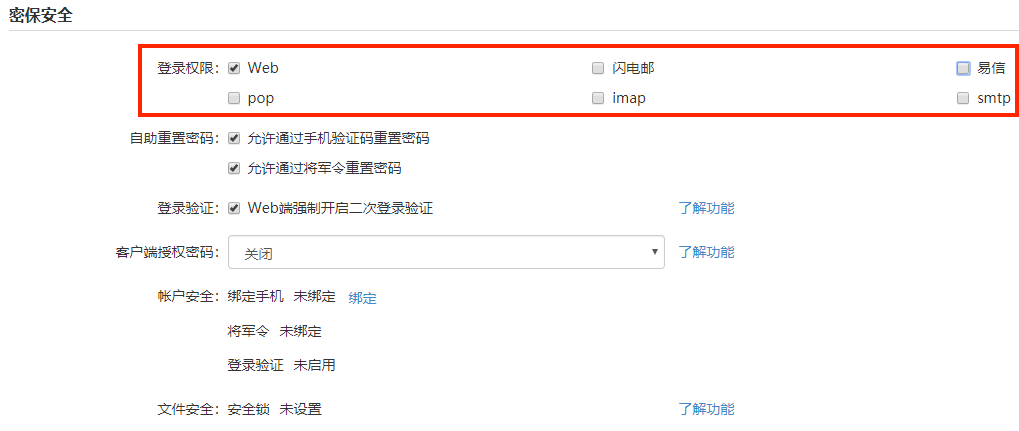 密保安全
登录权限: Web 闪电邮 易信
pop imap smtp
自助重置密码: 允许通过手机验证码重置密码
允许通过将军令重置密码
登录验证: Web端强制开启二次登录验证 了解功能
客户端授权密码: 关闭 了解功能
帐户安全: 绑定手机 未绑定 绑定
将军令 未绑定
登录验证 未启用
文件安全: 安全锁 未设置 了解功能